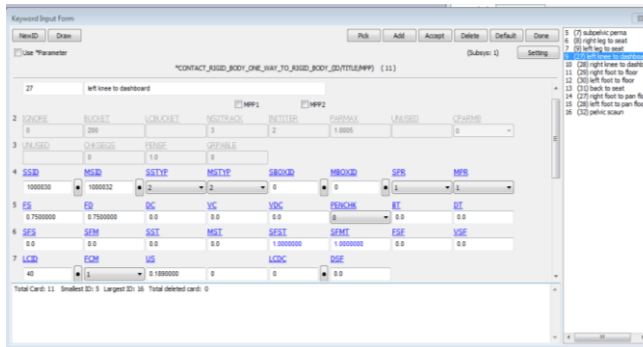 Keyword Input Form
NewID Draw Pick Add Accept Delete Default Done
Use *Parameter (Subsys: 1) Setting
*CONTACT_RIGID_BODY_ONE_WAY_TO_RIGID_BODY_(ID/TITLE/MPP) (11)
27 left knee to dashboard
MPP1 MPP2
2 IGNORE BUCKET LCBUCKET NS2TRACK INITITER PARMAX UNUSED CPARM8
0 200 3 2 1.0005 0
3 UNUSED CHKSEGS PENSF GRPABLE
0 1.0 0
4 SSID MSID SSTYP MSTYP SBOXID MBOXID SPR MPR
1000030 1000032 2 2 0 0 1 1
5 FS FD DC VC VDC PENCHK BT DT
0.7500000 0.7500000 0.0 0.0 0.0 0 0.0 0.0
6 SFS SFM SST MST SFST SFMT FSF VSF
0.0 0.0 0.0 0.0 1.0000000 1.0000000 0.0 0.0
7 LCID FCM US LCDC DSF
40 1 0.1890000 0 0 0.0
Total Card: 11 Smallest ID: 5 Largest ID: 16 Total deleted card: 0
5 (7) subpelvic perna
6 (8) right leg to seat
7 (9) left leg to seat
9 (27) left knee to dashboa
10 (28) right knee to dashb
11 (29) right foot to floor
12 (30) left foot to floor
13 (31) back to seat
14 (27) right foot to pan flo
15 (28) left foot to pan floo
16 (32) pelvic scaun